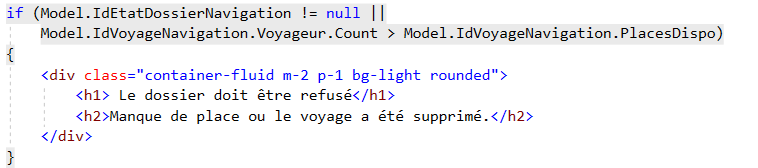 if (Model.IdEtatDossierNavigation != null ||
Model.IdVoyageNavigation.Voyageur.Count > Model.IdVoyageNavigation.PlacesDispo)
{
<div class="container-fluid m-2 p-1 bg-light rounded">
<h1> Le dossier doit être refusé</h1>
<h2>Manque de place ou le voyage a été supprimé.</h2>
</div>
}